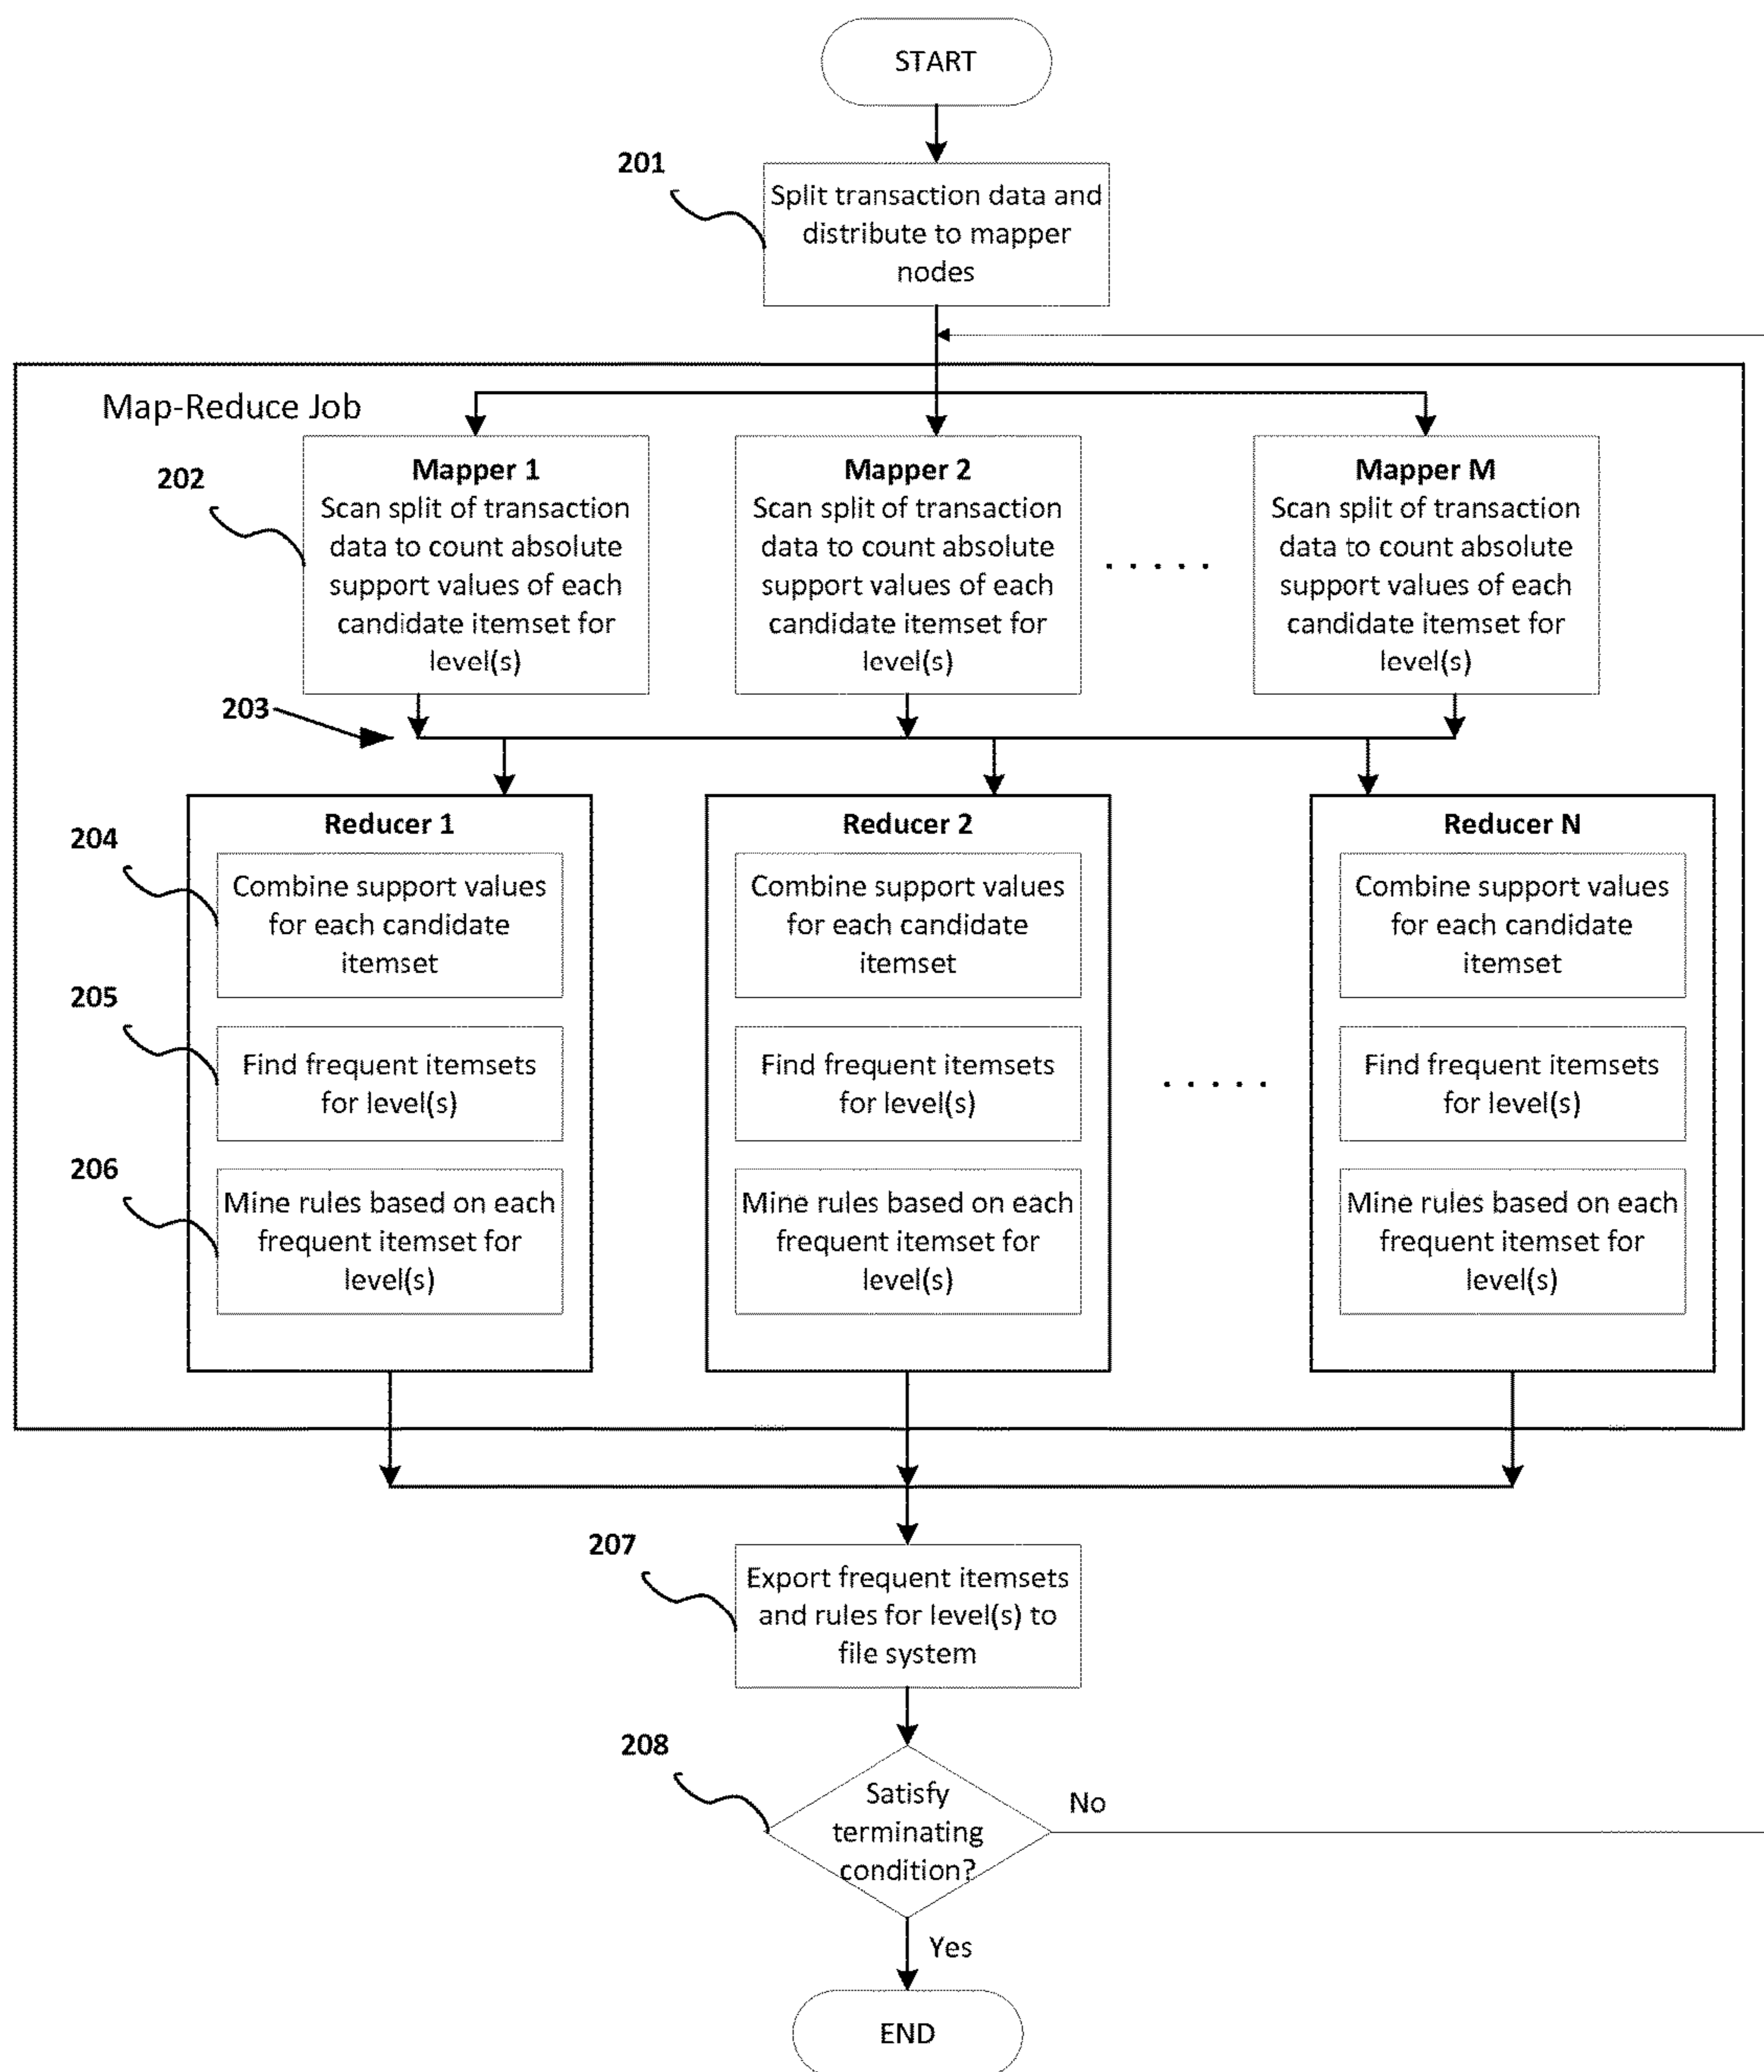 START
201
Split transaction data and
distribute to mapper
nodes
Map-Reduce Job
202
Mapper 1
Scan split of transaction
data to count absolute
support values of each
candidate itemset for
level(s)
Mapper 2
Scan split of transaction
data to count absolute
support values of each
candidate itemset for
level(s)
. . . . .
Mapper M
Scan split of transaction
data to count absolute
support values of each
candidate itemset for
level(s)
203
Reducer 1
204
Combine support values
for each candidate
itemset
205
Find frequent itemsets
for level(s)
206
Mine rules based on each
frequent itemset for
level(s)
Reducer 2
Combine support values
for each candidate
itemset
Find frequent itemsets
for level(s)
Mine rules based on each
frequent itemset for
level(s)
. . . . .
Reducer N
Combine support values
for each candidate
itemset
Find frequent itemsets
for level(s)
Mine rules based on each
frequent itemset for
level(s)
207
Export frequent itemsets
and rules for level(s) to
file system
208
Satisfy
terminating
condition?
No
Yes
END